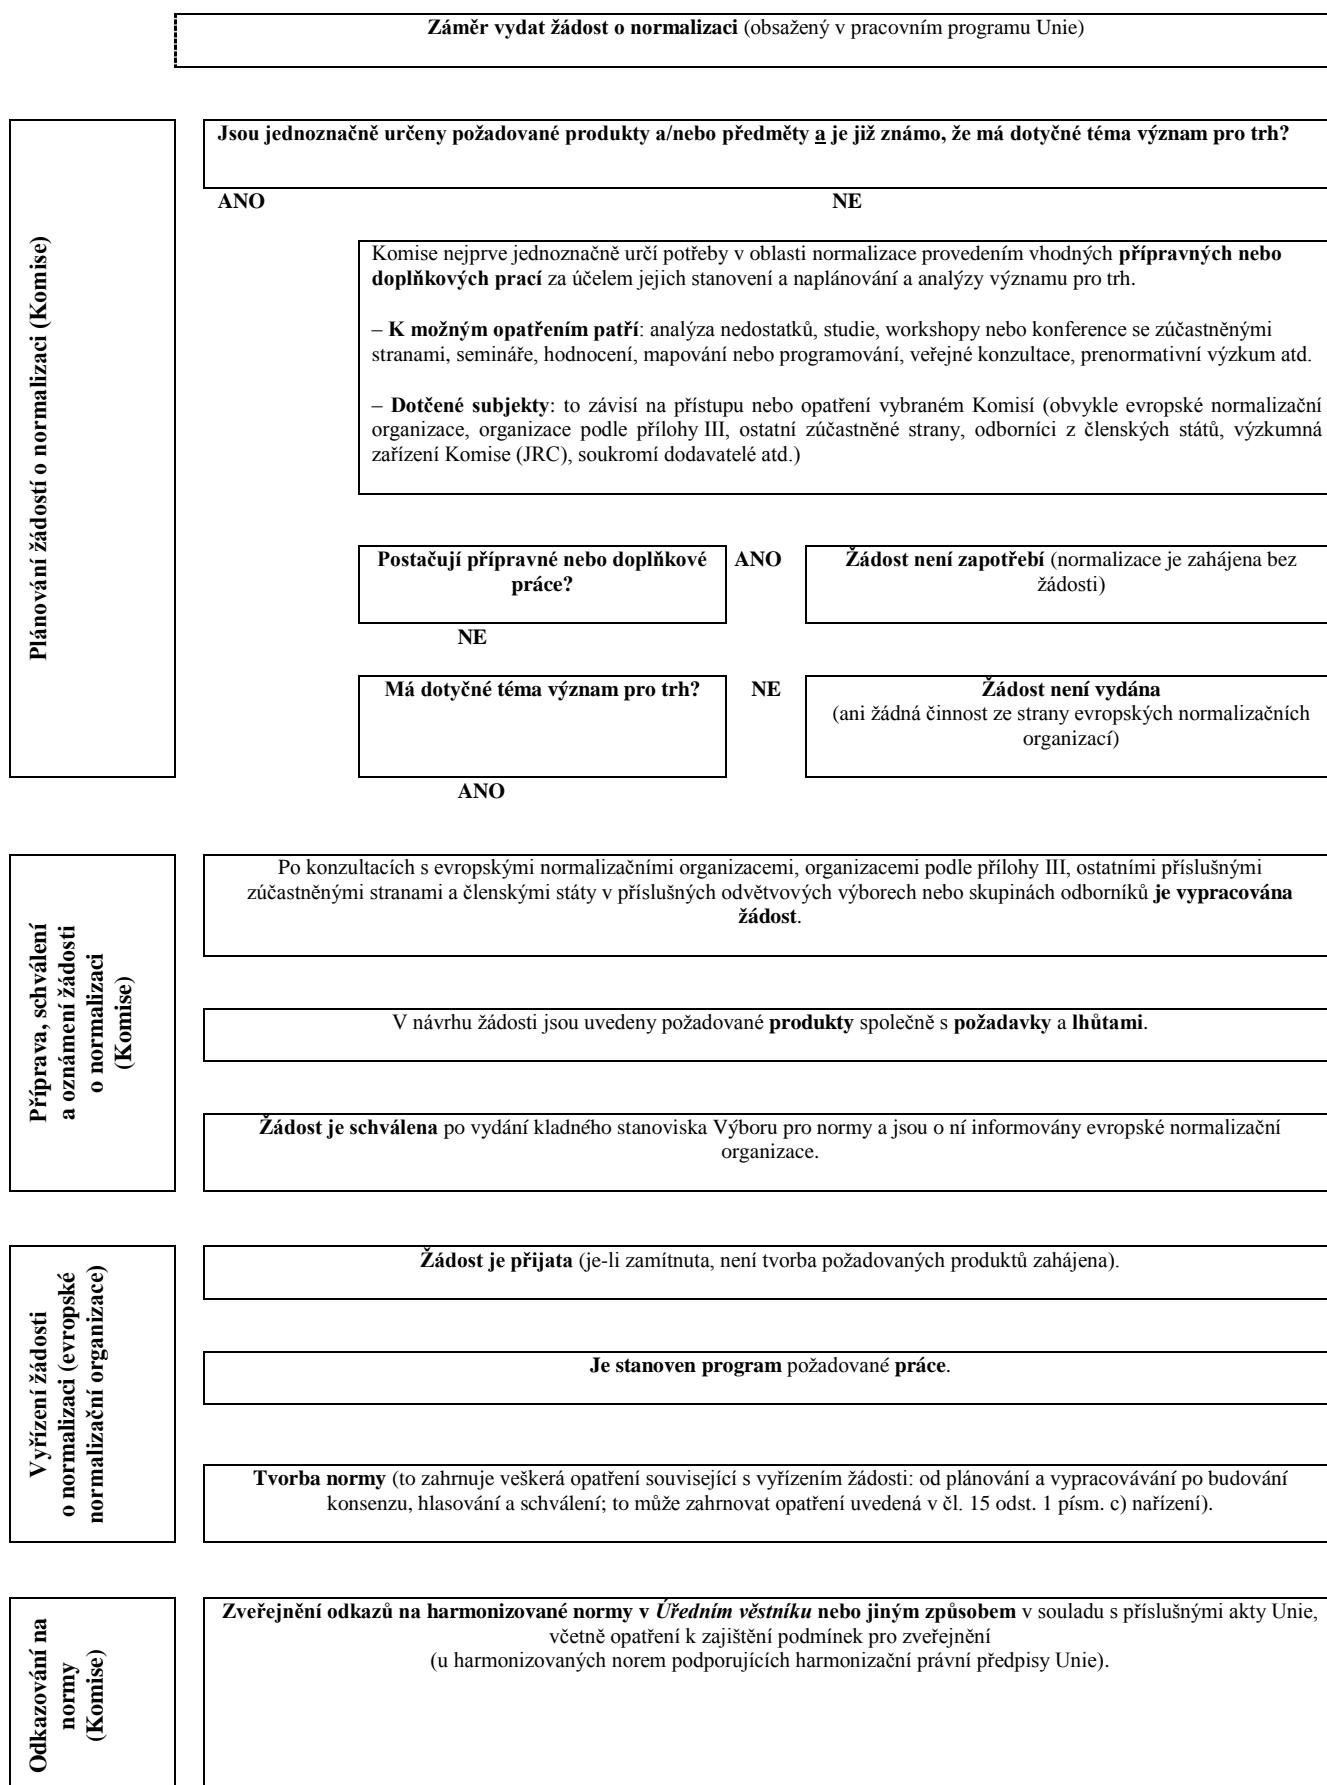 Záměr vydat žádost o normalizaci (obsažený v pracovním programu Unie)
Plánování žádostí o normalizaci (Komise)
Jsou jednoznačně určeny požadované produkty a/nebo předměty a je již známo, že má dotyčné téma význam pro trh?
ANO NE
Komise nejprve jednoznačně určí potřeby v oblasti normalizace provedením vhodných přípravných nebo
doplňkových prací za účelem jejich stanovení a naplánování a analýzy významu pro trh.
– K možným opatřením patří: analýza nedostatků, studie, workshopy nebo konference se zúčastněnými
stranami, semináře, hodnocení, mapování nebo programování, veřejné konzultace, prenormativní výzkum atd.
– Dotčené subjekty: to závisí na přístupu nebo opatření vybraném Komisí (obvykle evropské normalizační
organizace, organizace podle přílohy III, ostatní zúčastněné strany, odborníci z členských států, výzkumná
zařízení Komise (JRC), soukromí dodavatelé atd.)
Postačují přípravné nebo doplňkové
práce?
ANO
Žádost není zapotřebí (normalizace je zahájena bez
žádosti)
NE
Má dotyčné téma význam pro trh?
NE
Žádost není vydána
(ani žádná činnost ze strany evropských normalizačních
organizací)
ANO
Příprava, schválení
a oznámení žádosti
o normalizaci
(Komise)
Po konzultacích s evropskými normalizačními organizacemi, organizacemi podle přílohy III, ostatními příslušnými
zúčastněnými stranami a členskými státy v příslušných odvětvových výborech nebo skupinách odborníků je vypracována
žádost.
V návrhu žádosti jsou uvedeny požadované produkty společně s požadavky a lhůtami.
Žádost je schválena po vydání kladného stanoviska Výboru pro normy a jsou o ní informovány evropské normalizační
organizace.
Vyřízení žádosti
o normalizaci (evropské
normalizační organizace)
Žádost je přijata (je-li zamítnuta, není tvorba požadovaných produktů zahájena).
Je stanoven program požadované práce.
Tvorba normy (to zahrnuje veškerá opatření související s vyřízením žádosti: od plánování a vypracovávání po budování
konsenzu, hlasování a schválení; to může zahrnovat opatření uvedená v čl. 15 odst. 1 písm. c) nařízení).
Odkazování na
normy
(Komise)
Zveřejnění odkazů na harmonizované normy v Úředním věstníku nebo jiným způsobem v souladu s příslušnými akty Unie,
včetně opatření k zajištění podmínek pro zveřejnění
(u harmonizovaných norem podporujících harmonizační právní předpisy Unie).